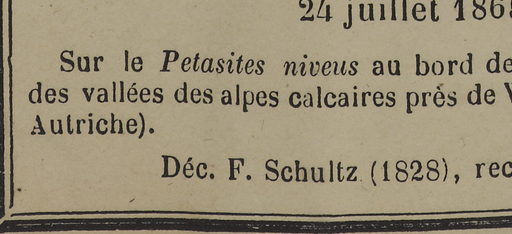 24 juillet 186
Sur le Petasites niveus au bord de
des vallées des alpes calcaires près de
Autriche).
Déc. F. Schultz (1828), rec